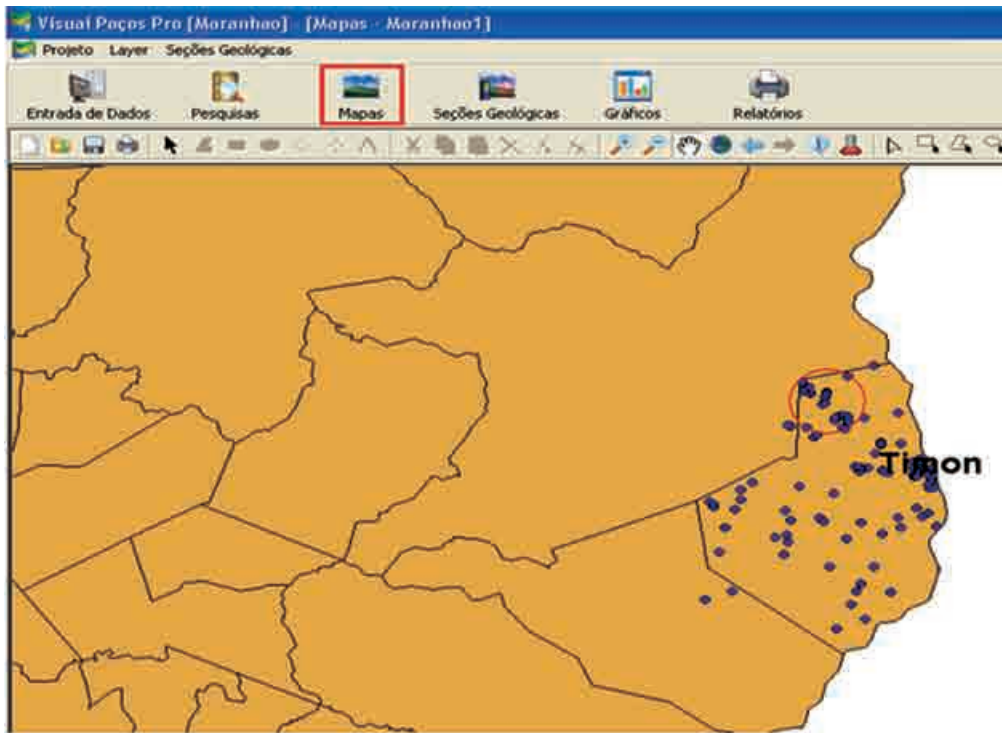 Visual Poços Pro [Maranhao] - [Mapas - Maranhao1]
Projeto Layer Seções Geológicas
Entrada de Dados Pesquisas Mapas Seções Geológicas Gráficos Relatórios
Timon